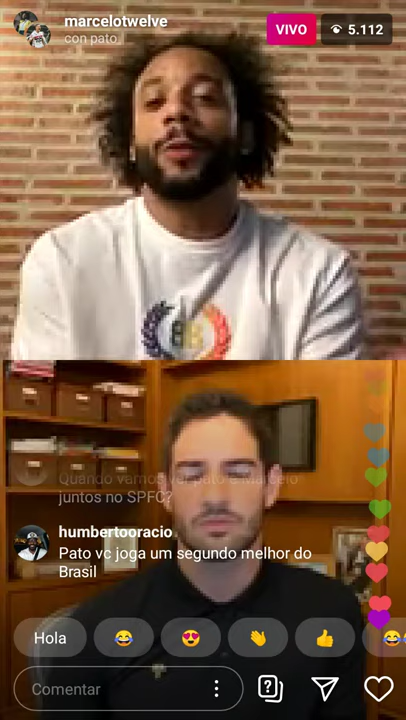 marcelotwelve
con pato,
VIVO
5.112
Quando vamos ver pato e Marcelo
juntos no SPFC?
humbertooracio
Pato vc joga um segundo melhor do
Brasil
Hola
Comentar